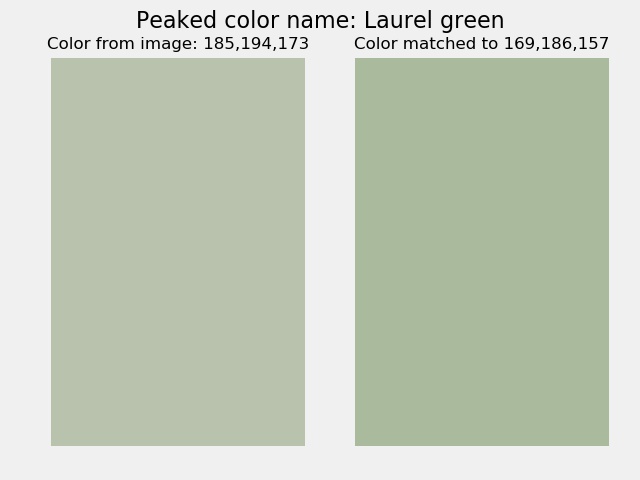 Peaked color name: Laurel green
Color from image: 185,194,173
Color matched to 169,186,157